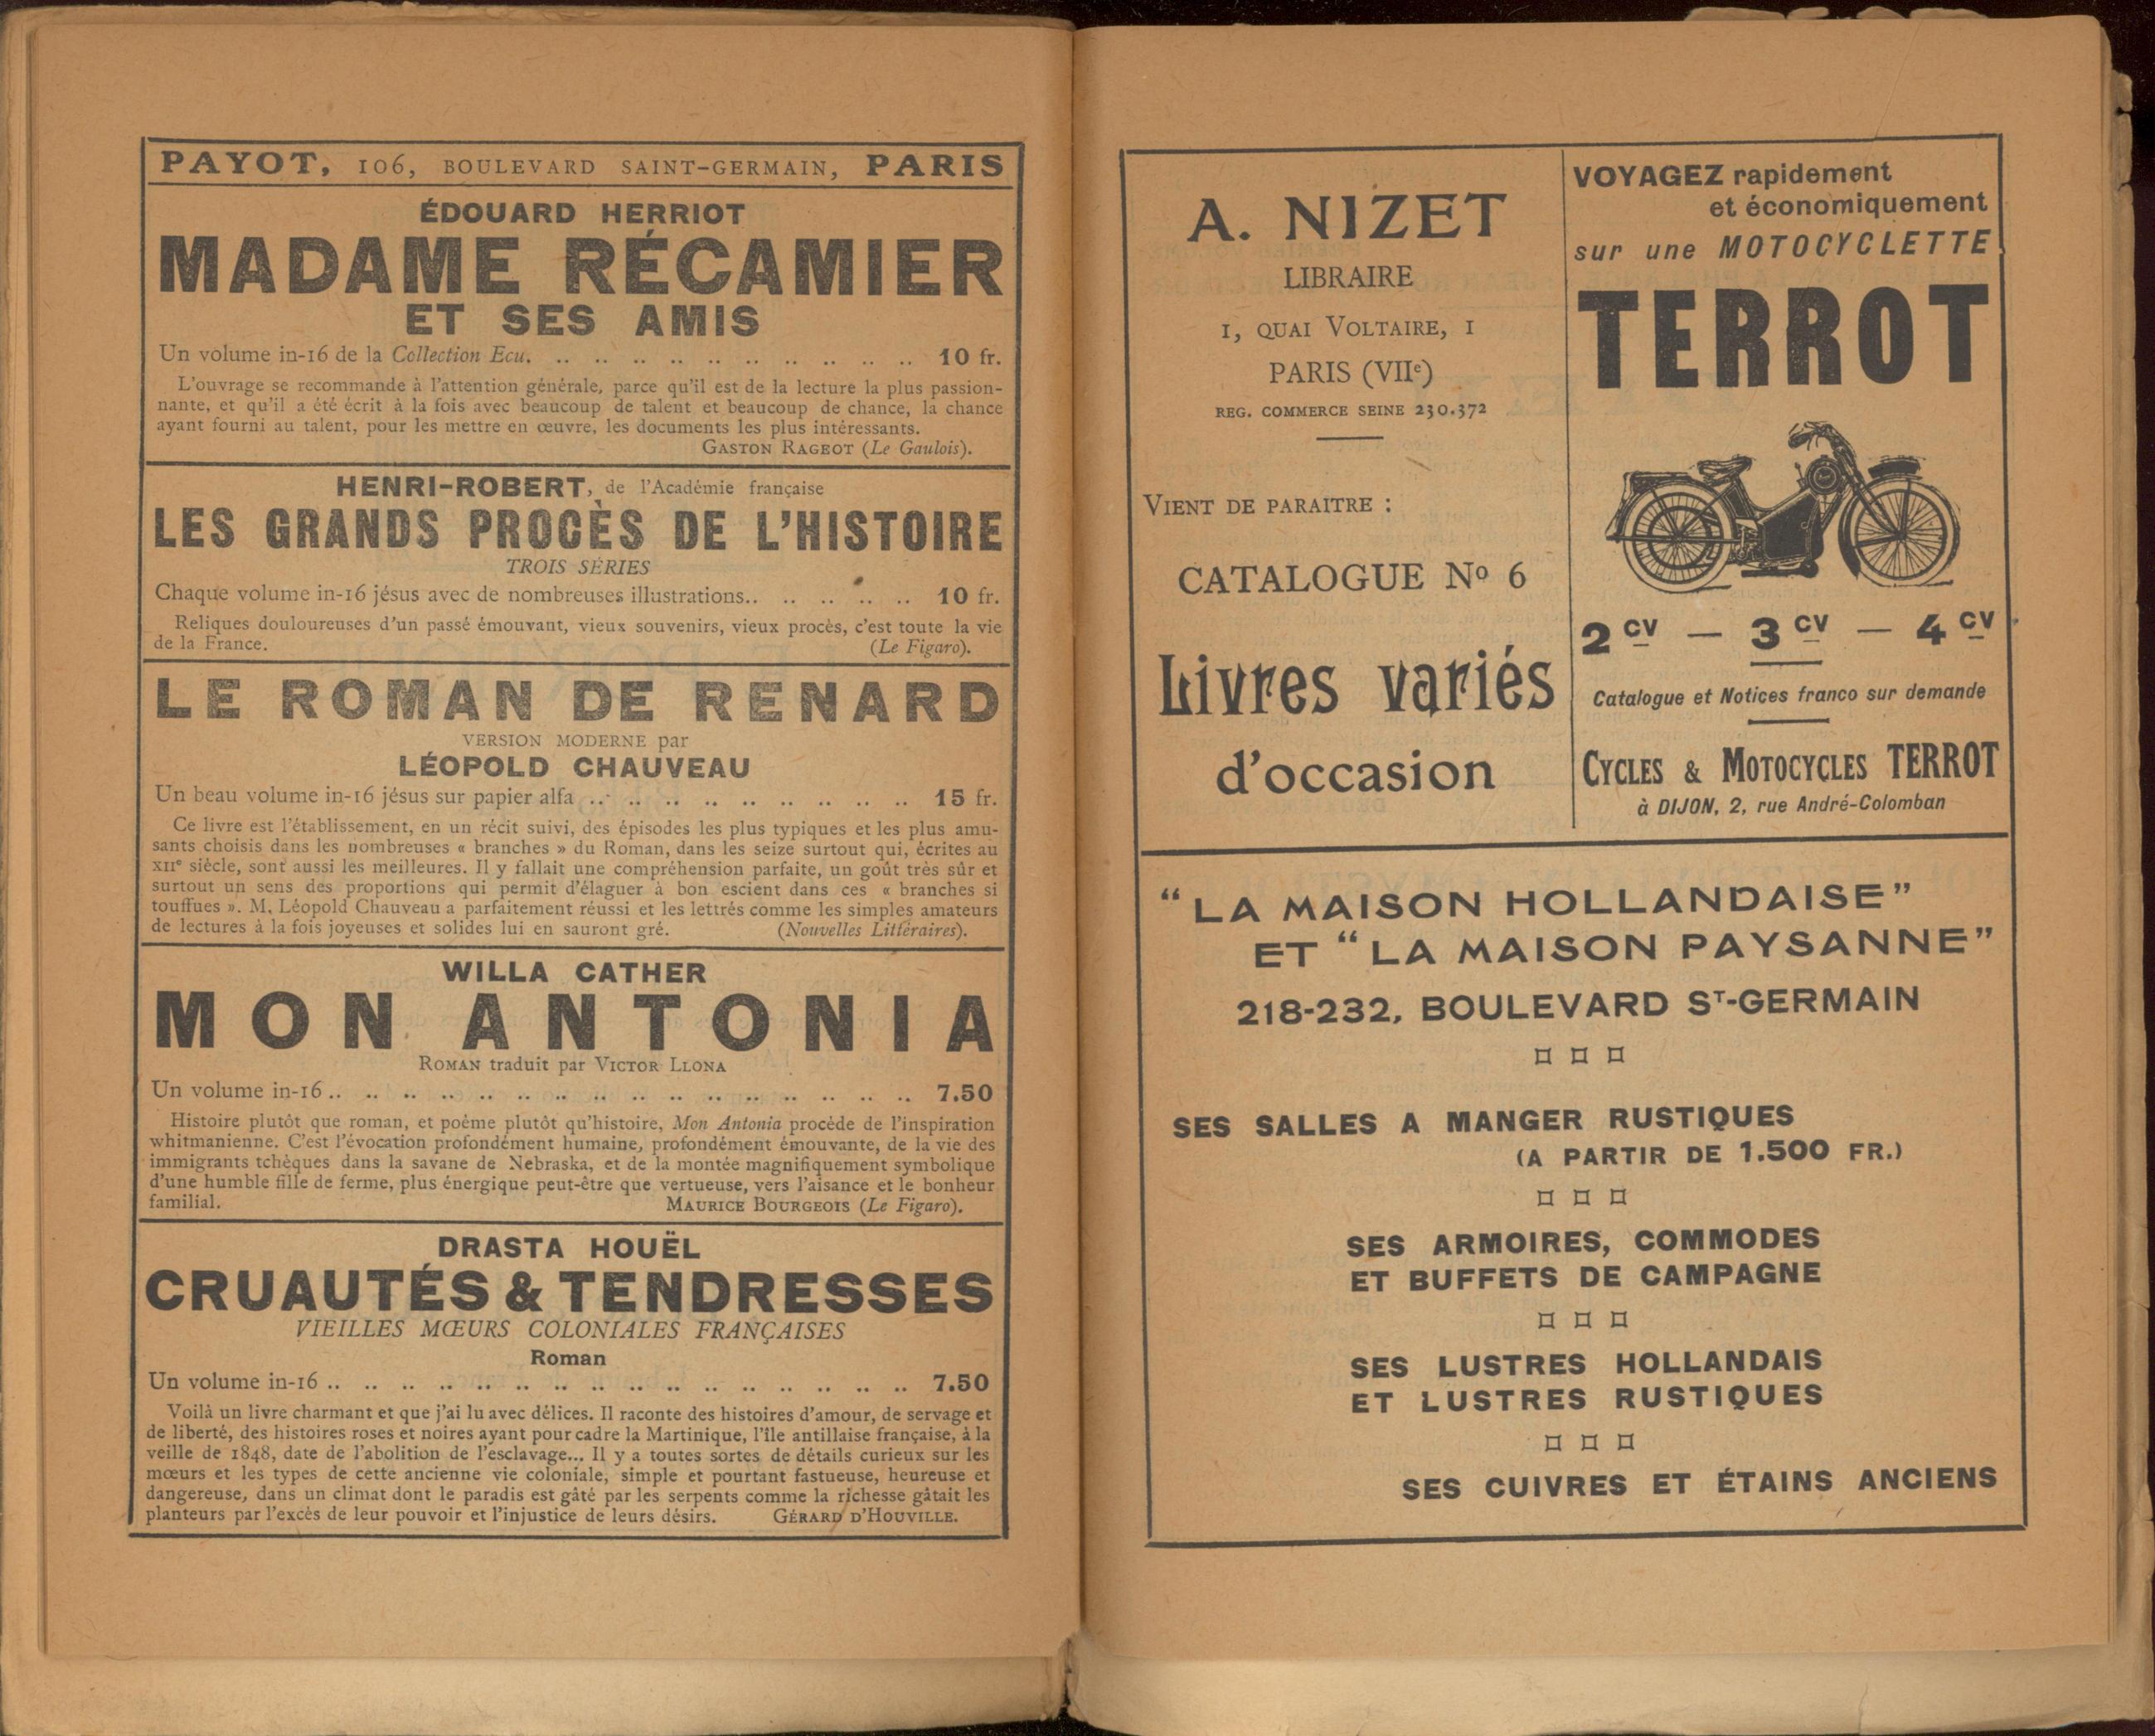 PAYOT, 106, BOULEVARD SAINT-GERMAIN, PARIS
ÉDOUARD HERRIOT
MADAME RÉCAMIER
ET SES AMIS
Un volume in-16 de la Collection Ecu. .. .. .. .. .. .. .. .. .. .. 10 fr.
L'ouvrage se recommande à l'attention générale, parce qu'il est de la lecture la plus passion-
nante, et qu'il a été écrit à la fois avec beaucoup de talent et beaucoup de chance, la chance
ayant fourni au talent, pour les mettre en œuvre, les documents les plus intéressants.
GASTON RAGEOT (Le Gaulois).
HENRI-ROBERT, de l'Académie française
LES GRANDS PROCÈS DE L'HISTOIRE
TROIS SÉRIES
Chaque volume in-16 jésus avec de nombreuses illustrations.. .. .. .. .. 10 fr.
Reliques douloureuses d'un passé émouvant, vieux souvenirs, vieux procès, c'est toute la vie
de la France. (Le Figaro).
LE ROMAN DE RENARD
VERSION MODERNE par
LÉOPOLD CHAUVEAU
Un beau volume in-16 jésus sur papier alfa .. .. .. .. .. .. .. .. .. 15 fr.
Ce livre est l'établissement, en un récit suivi, des épisodes les plus typiques et les plus amu-
sants choisis dans les nombreuses « branches » du Roman, dans les seize surtout qui, écrites au
XIIe siècle, sont aussi les meilleures. Il y fallait une compréhension parfaite, un goût très sûr et
surtout un sens des proportions qui permit d'élaguer à bon escient dans ces « branches si
touffues ». M. Léopold Chauveau a parfaitement réussi et les lettrés comme les simples amateurs
de lectures à la fois joyeuses et solides lui en sauront gré. (Nouvelles Littéraires).
WILLA CATHER
MON ANTONIA
ROMAN traduit par VICTOR LLONA
Un volume in-16 .. .. .. .. .. .. .. .. .. .. .. .. .. .. .. .. 7.50
Histoire plutôt que roman, et poème plutôt qu'histoire, Mon Antonia procède de l'inspiration
whitmanienne. C'est l'évocation profondément humaine, profondément émouvante, de la vie des
immigrants tchèques dans la savane de Nebraska, et de la montée magnifiquement symbolique
d'une humble fille de ferme, plus énergique peut-être que vertueuse, vers l'aisance et le bonheur
familial. MAURICE BOURGEOIS (Le Figaro).
DRASTA HOUËL
CRUAUTÉS & TENDRESSES
VIEILLES MŒURS COLONIALES FRANÇAISES
Roman
Un volume in-16 .. .. .. .. .. .. .. .. .. .. .. .. .. .. .. .. 7.50
Voilà un livre charmant et que j'ai lu avec délices. Il raconte des histoires d'amour, de servage et
de liberté, des histoires roses et noires ayant pour cadre la Martinique, l'île antillaise française, à la
veille de 1848, date de l'abolition de l'esclavage... Il y a toutes sortes de détails curieux sur les
mœurs et les types de cette ancienne vie coloniale, simple et pourtant fastueuse, heureuse et
dangereuse, dans un climat dont le paradis est gâté par les serpents comme la richesse gâtait les
planteurs par l'excès de leur pouvoir et l'injustice de leurs désirs. GÉRARD D'HOUVILLE.
A. NIZET
LIBRAIRE
1, QUAI VOLTAIRE, 1
PARIS (VIIe)
REG. COMMERCE SEINE 230.372
VIENT DE PARAITRE :
CATALOGUE No 6
Livres variés
d'occasion
VOYAGEZ rapidement
et économiquement
sur une MOTOCYCLETTE
TERROT
2 CV — 3 CV — 4 CV
Catalogue et Notices franco sur demande
CYCLES & MOTOCYCLES TERROT
à DIJON, 2, rue André-Colomban
"LA MAISON HOLLANDAISE"
ET "LA MAISON PAYSANNE"
218-232, BOULEVARD ST-GERMAIN
SES SALLES A MANGER RUSTIQUES
(A PARTIR DE 1.500 FR.)
SES ARMOIRES, COMMODES
ET BUFFETS DE CAMPAGNE
SES LUSTRES HOLLANDAIS
ET LUSTRES RUSTIQUES
SES CUIVRES ET ÉTAINS ANCIENS